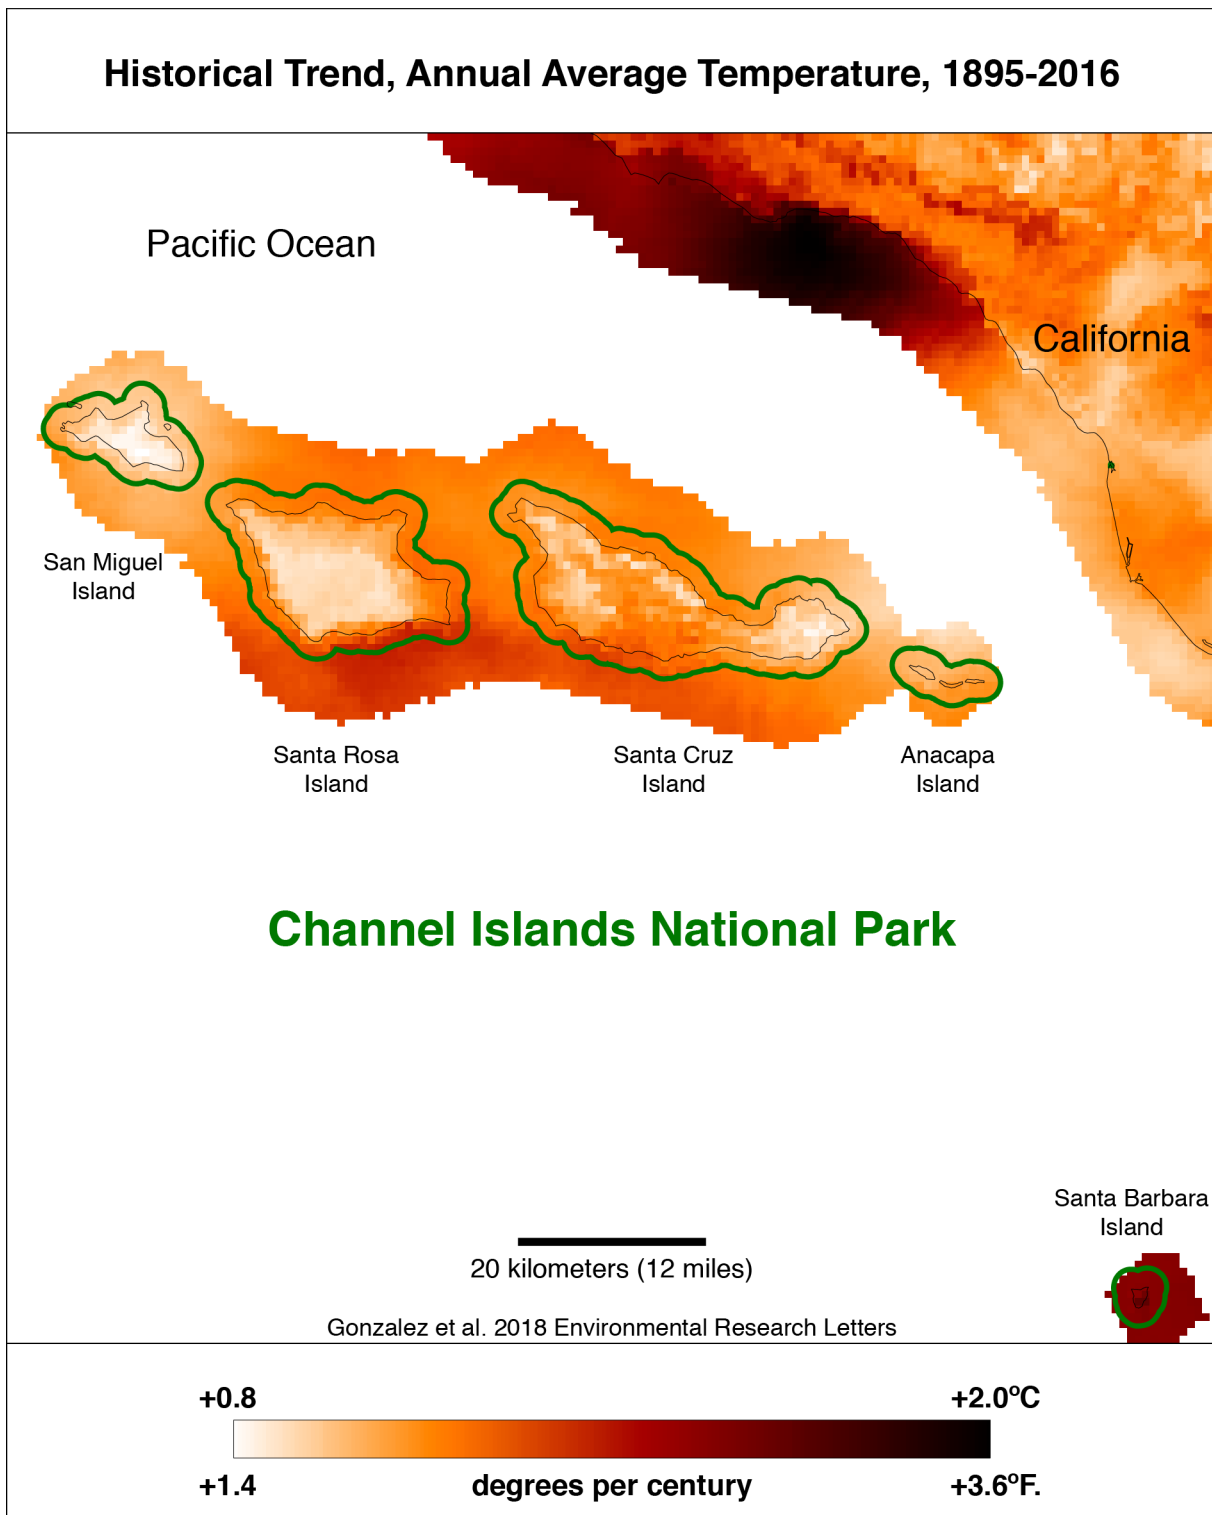 Historical Trend, Annual Average Temperature, 1895-2016
Pacific Ocean
California
San Miguel
Island
Santa Rosa
Island
Santa Cruz
Island
Anacapa
Island
Channel Islands National Park
Santa Barbara
Island
20 kilometers (12 miles)
Gonzalez et al. 2018 Environmental Research Letters
+0.8
+2.0ºC
+1.4
degrees per century
+3.6ºF.